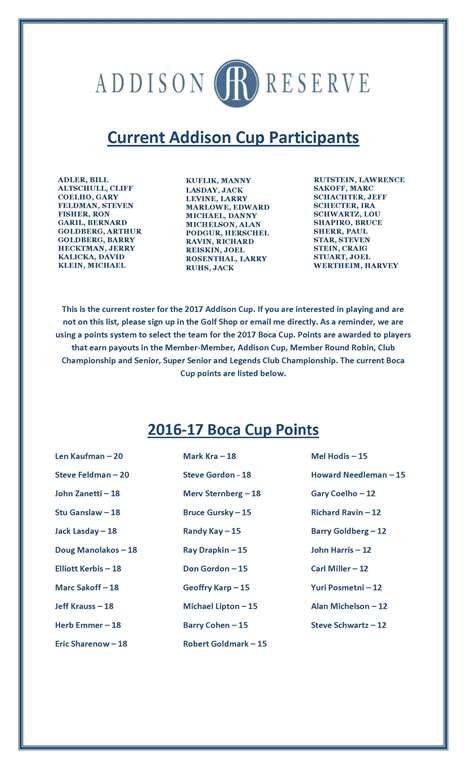 ADDISON AR RESERVE
Current Addison Cup Participants
ADLER, BILL
ALTSCHULL, CLIFF
COELHO, GARY
FELDMAN, STEVEN
FISHER, RON
GARIL, BERNARD
GOLDBERG, ARTHUR
GOLDBERG, BARRY
HECKTMAN, JERRY
KALICKA, DAVID
KLEIN, MICHAEL
KUFLIK, MANNY
LASDAY, JACK
LEVINE, LARRY
MARLOWE, EDWARD
MICHAEL, DANNY
MICHELSON, ALAN
PODGUR, HERSCHEL
RAVIN, RICHARD
REISKIN, JOEL
ROSENTHAL, LARRY
RUHS, JACK
RUTSTEIN, LAWRENCE
SAKOFF, MARC
SCHACHTER, JEFF
SCHECTER, IRA
SCHWARTZ, LOU
SHAPIRO, BRUCE
SHERR, PAUL
STAR, STEVEN
STEIN, CRAIG
STUART, JOEL
WERTHEIM, HARVEY
This is the current roster for the 2017 Addison Cup. If you are interested in playing and are
not on this list, please sign up in the Golf Shop or email me directly. As a reminder, we are
using a points system to select the team for the 2017 Boca Cup. Points are awarded to players
that earn payouts in the Member-Member, Addison Cup, Member Round Robin, Club
Championship and Senior, Super Senior and Legends Club Championship. The current Boca
Cup points are listed below.
2016-17 Boca Cup Points
Len Kaufman – 20
Steve Feldman – 20
John Zanetti – 18
Stu Ganslaw – 18
Jack Lasday – 18
Doug Manolakos – 18
Elliott Kerbis – 18
Marc Sakoff – 18
Jeff Krauss – 18
Herb Emmer – 18
Eric Sharenow – 18
Mark Kra – 18
Steve Gordon - 18
Merv Sternberg – 18
Bruce Gursky – 15
Randy Kay – 15
Ray Drapkin – 15
Don Gordon – 15
Geoffry Karp – 15
Michael Lipton – 15
Barry Cohen – 15
Robert Goldmark – 15
Mel Hodis – 15
Howard Needleman – 15
Gary Coelho – 12
Richard Ravin – 12
Barry Goldberg – 12
John Harris – 12
Carl Miller – 12
Yuri Posmetni – 12
Alan Michelson – 12
Steve Schwartz – 12